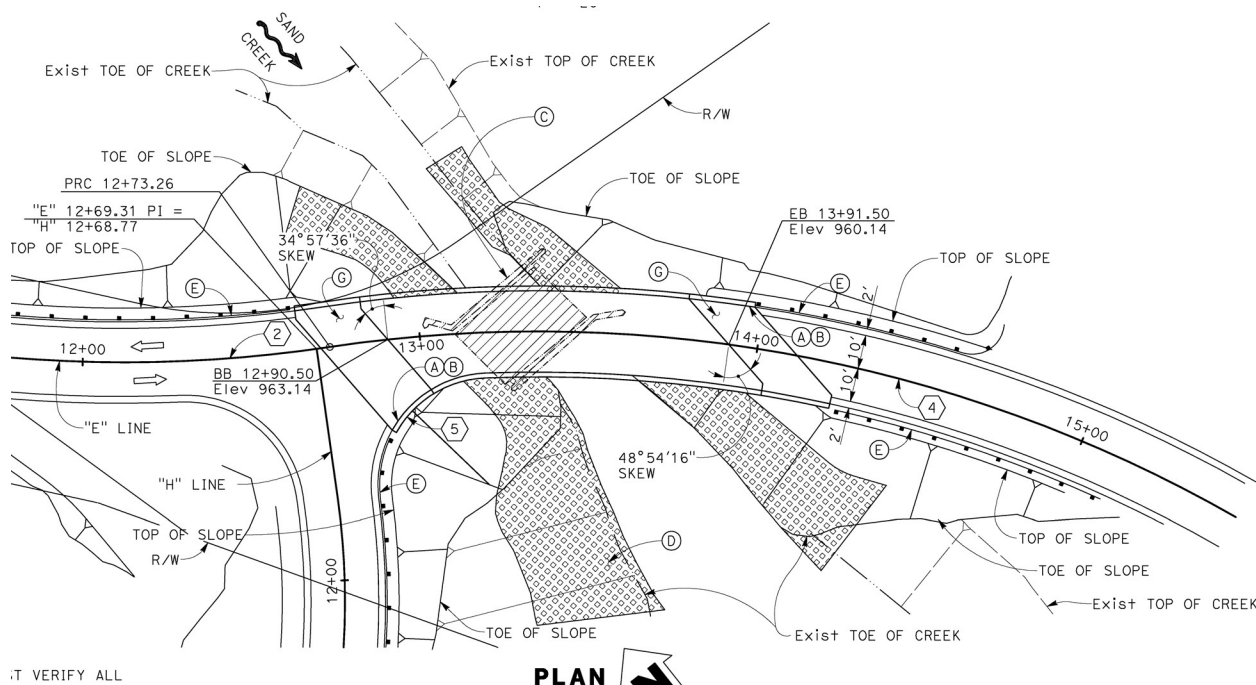 SAND
CREEK
Exist TOE OF CREEK
Exist TOP OF CREEK
C
R/W
TOE OF SLOPE
TOE OF SLOPE
PRC 12+73.26
"E" 12+69.31 PI =
"H" 12+68.77
EB 13+91.50
Elev 960.14
34°57'36"
SKEW
TOP OF SLOPE
TOP OF SLOPE
E
G
G
E
2'
12+00
2
13+00
14+00
A B
10'
10'
BB 12+90.50
Elev 963.14
A B
4
15+00
"E" LINE
5
2'
E
48°54'16"
SKEW
"H" LINE
E
TOP OF SLOPE
R/W
D
TOP OF SLOPE
TOE OF SLOPE
12+00
Exist TOP OF CREEK
TOE OF SLOPE
Exist TOE OF CREEK
ST VERIFY ALL
PLAN